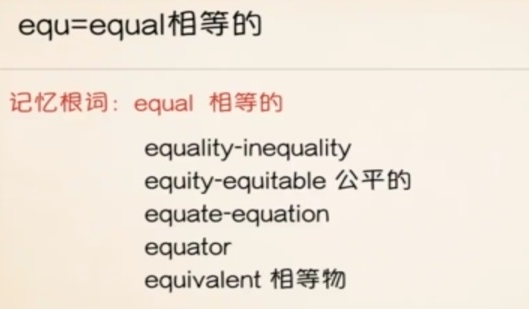 equ=equal相等的
记忆根词：equal 相等的
equality-inequality
equity-equitable 公平的
equate-equation
equator
equivalent 相等物